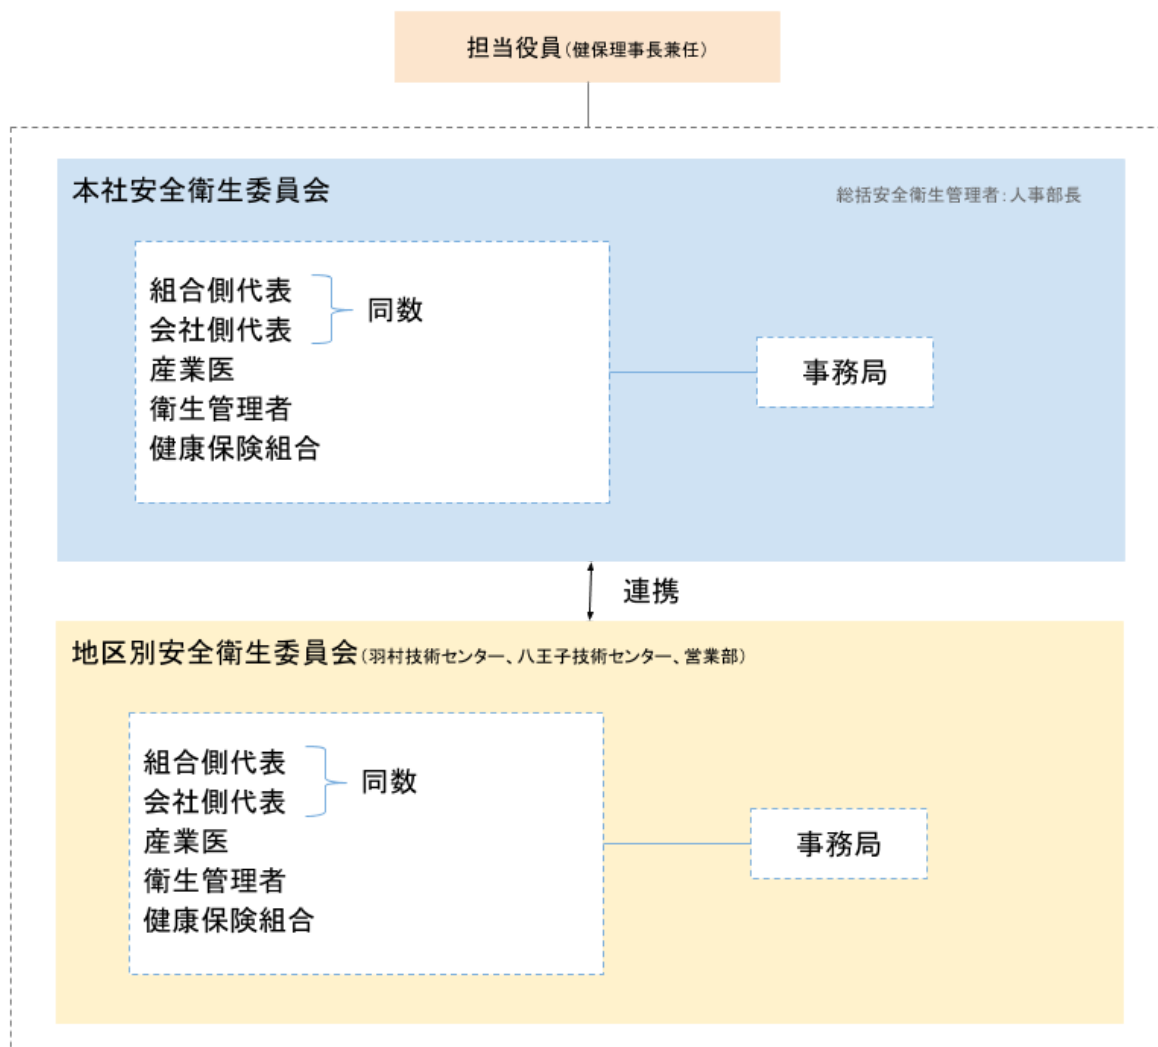 担当役員(健保理事長兼任)
本社安全衛生委員会
総括安全衛生管理者:人事部長
組合側代表
会社側代表
同数
産業医
衛生管理者
健康保険組合
事務局
連携
地区別安全衛生委員会(羽村技術センター、八王子技術センター、営業部)
組合側代表
会社側代表
同数
産業医
衛生管理者
健康保険組合
事務局